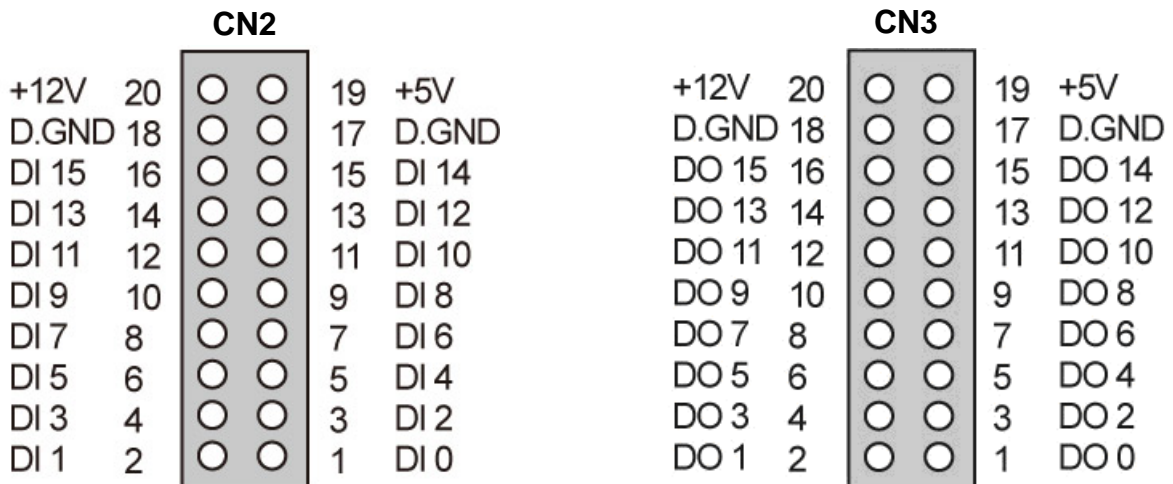 CN2 CN3
+12V 20 19 +5V +12V 20 19 +5V
D.GND 18 17 D.GND D.GND 18 17 D.GND
DI 15 16 15 DI 14 DO 15 16 15 DO 14
DI 13 14 13 DI 12 DO 13 14 13 DO 12
DI 11 12 11 DI 10 DO 11 12 11 DO 10
DI 9 10 9 DI 8 DO 9 10 9 DO 8
DI 7 8 7 DI 6 DO 7 8 7 DO 6
DI 5 6 5 DI 4 DO 5 6 5 DO 4
DI 3 4 3 DI 2 DO 3 4 3 DO 2
DI 1 2 1 DI 0 DO 1 2 1 DO 0